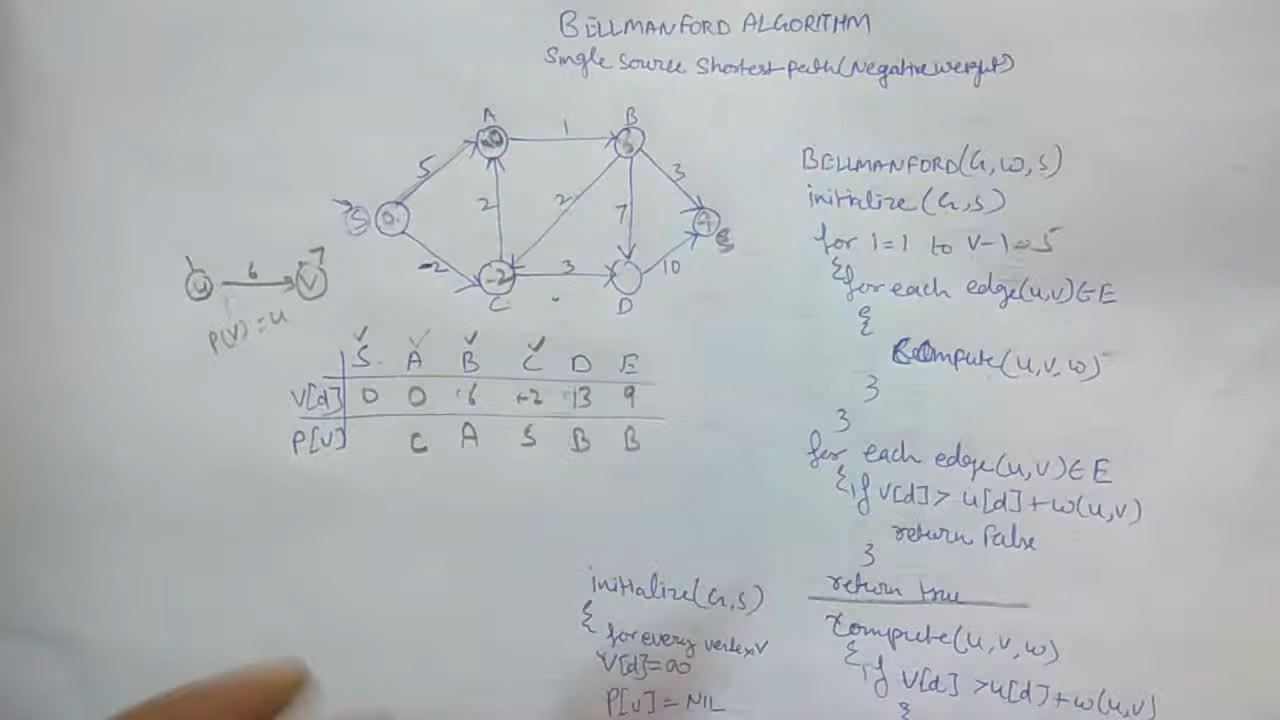 BELLMANFORD ALGORITHM
Single Source Shortest-path(Negative weight)
A
B
1
5
3
S
0
2
2
7
6
u
v
7
-2
-2
3
10
C
D
P(V) = u
S A B C D E
V[d] 0 0 6 -2 13 9
P[V] C A S B B
BELLMANFORD(G, w, s)
initialize (G, s)
for i=1 to v-1 = 5
{for each edge(u,v)∈E
{
Compute(u, v, w)
}
}
for each edge(u,v)∈E
{if v[d] > u[d] + w(u,v)
return False
}
return true
initialize(G, s)
{
for every vertex V
V[d]=∞
P[v] = NIL
Compute(u, v, w)
{if v[d] > u[d] + w(u,v)
{